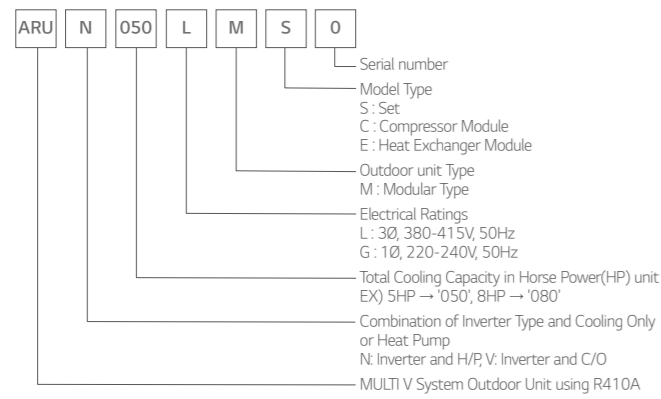 ARU N 050 L M S 0
Serial number
Model Type
S : Set
C : Compressor Module
E : Heat Exchanger Module
Outdoor unit Type
M : Modular Type
Electrical Ratings
L : 3Ø, 380-415V, 50Hz
G : 1Ø, 220-240V, 50Hz
Total Cooling Capacity in Horse Power(HP) unit
EX) 5HP → '050', 8HP → '080'
Combination of Inverter Type and Cooling Only
or Heat Pump
N: Inverter and H/P, V: Inverter and C/O
MULTI V System Outdoor Unit using R410A